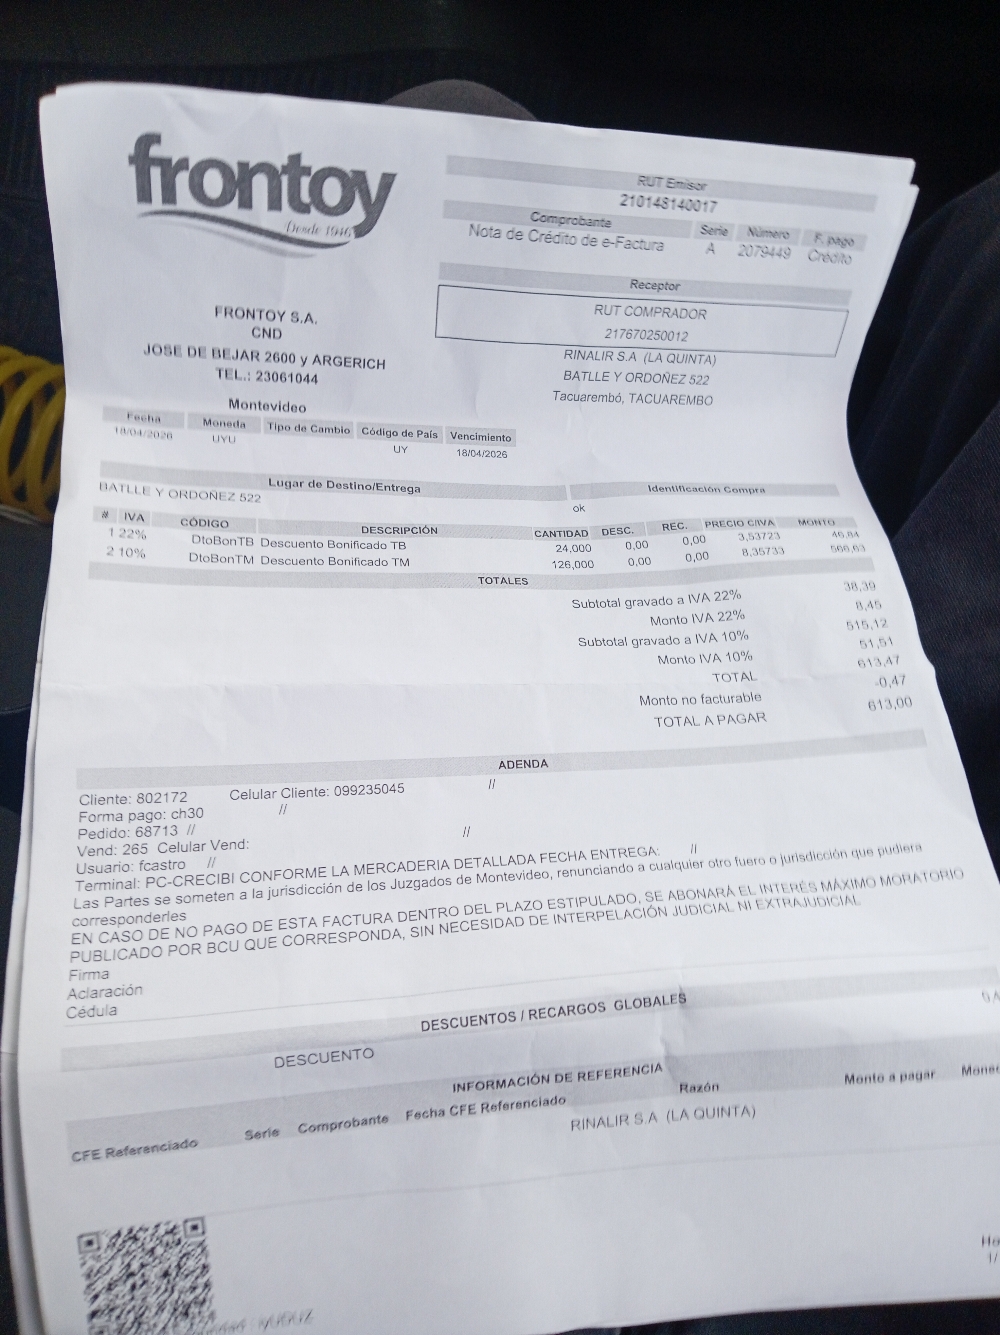 frontoy
Desde 1946
RUT Emisor
210148140017
Comprobante Serie Número F. pago
Nota de Crédito de e-Factura A 2079449 Crédito
Receptor
RUT COMPRADOR
217670250012
RINALIR S.A (LA QUINTA)
BATLLE Y ORDOÑEZ 522
Tacuarembó, TACUAREMBO
FRONTOY S.A.
CND
JOSE DE BEJAR 2600 y ARGERICH
TEL.: 23061044
Montevideo
Fecha Moneda Tipo de Cambio Código de País Vencimiento
18/04/2026 UYU UY 18/04/2026
Lugar de Destino/Entrega Identificación Compra
BATLLE Y ORDOÑEZ 522 ok
# IVA CÓDIGO DESCRIPCIÓN CANTIDAD DESC. REC. PRECIO C/IVA MONTO
1 22% DtoBonTB Descuento Bonificado TB 24,000 0,00 0,00 3,53723 46,84
2 10% DtoBonTM Descuento Bonificado TM 126,000 0,00 0,00 8,35733 566,63
TOTALES
Subtotal gravado a IVA 22% 38,39
Monto IVA 22% 8,45
Subtotal gravado a IVA 10% 515,12
Monto IVA 10% 51,51
TOTAL 613,47
Monto no facturable -0,47
TOTAL A PAGAR 613,00
ADENDA
Cliente: 802172 Celular Cliente: 099235045 //
Forma pago: ch30 //
Pedido: 68713 //
Vend: 265 Celular Vend: //
Usuario: fcastro //
Terminal: PC-CRECIBI CONFORME LA MERCADERIA DETALLADA FECHA ENTREGA: //
Las Partes se someten a la jurisdicción de los Juzgados de Montevideo, renunciando a cualquier otro fuero o jurisdicción que pudiera
corresponderles
EN CASO DE NO PAGO DE ESTA FACTURA DENTRO DEL PLAZO ESTIPULADO, SE ABONARÁ EL INTERÉS MÁXIMO MORATORIO
PUBLICADO POR BCU QUE CORRESPONDA, SIN NECESIDAD DE INTERPELACIÓN JUDICIAL NI EXTRAJUDICIAL
Firma
Aclaración
Cédula
DESCUENTOS / RECARGOS GLOBALES
DESCUENTO
INFORMACIÓN DE REFERENCIA
CFE Referenciado Serie Comprobante Fecha CFE Referenciado Razón Monto a pagar
RINALIR S.A (LA QUINTA)